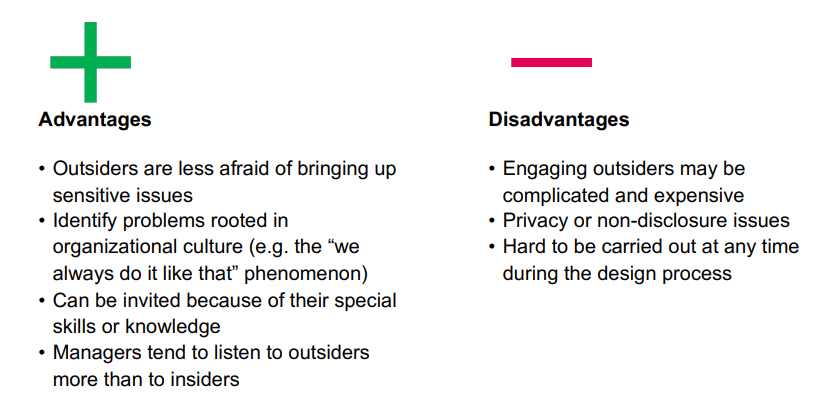 Advantages
• Outsiders are less afraid of bringing up
sensitive issues
• Identify problems rooted in
organizational culture (e.g. the “we
always do it like that” phenomenon)
• Can be invited because of their special
skills or knowledge
• Managers tend to listen to outsiders
more than to insiders
Disadvantages
• Engaging outsiders may be
complicated and expensive
• Privacy or non-disclosure issues
• Hard to be carried out at any time
during the design process